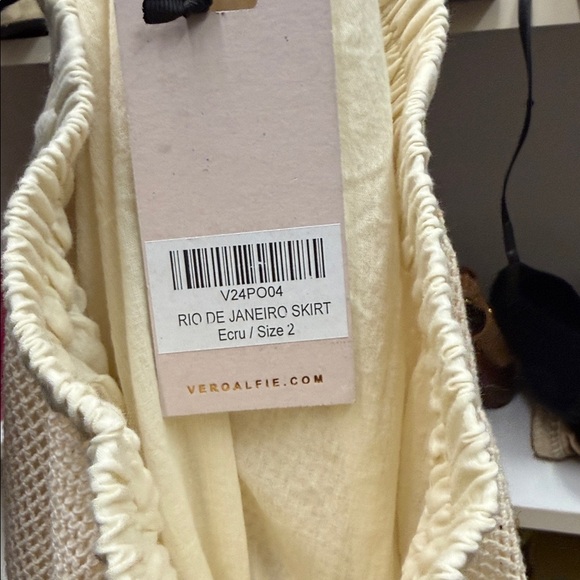 V24PO04
RIO DE JANEIRO SKIRT
Ecru / Size 2
VEROALFIE.COM